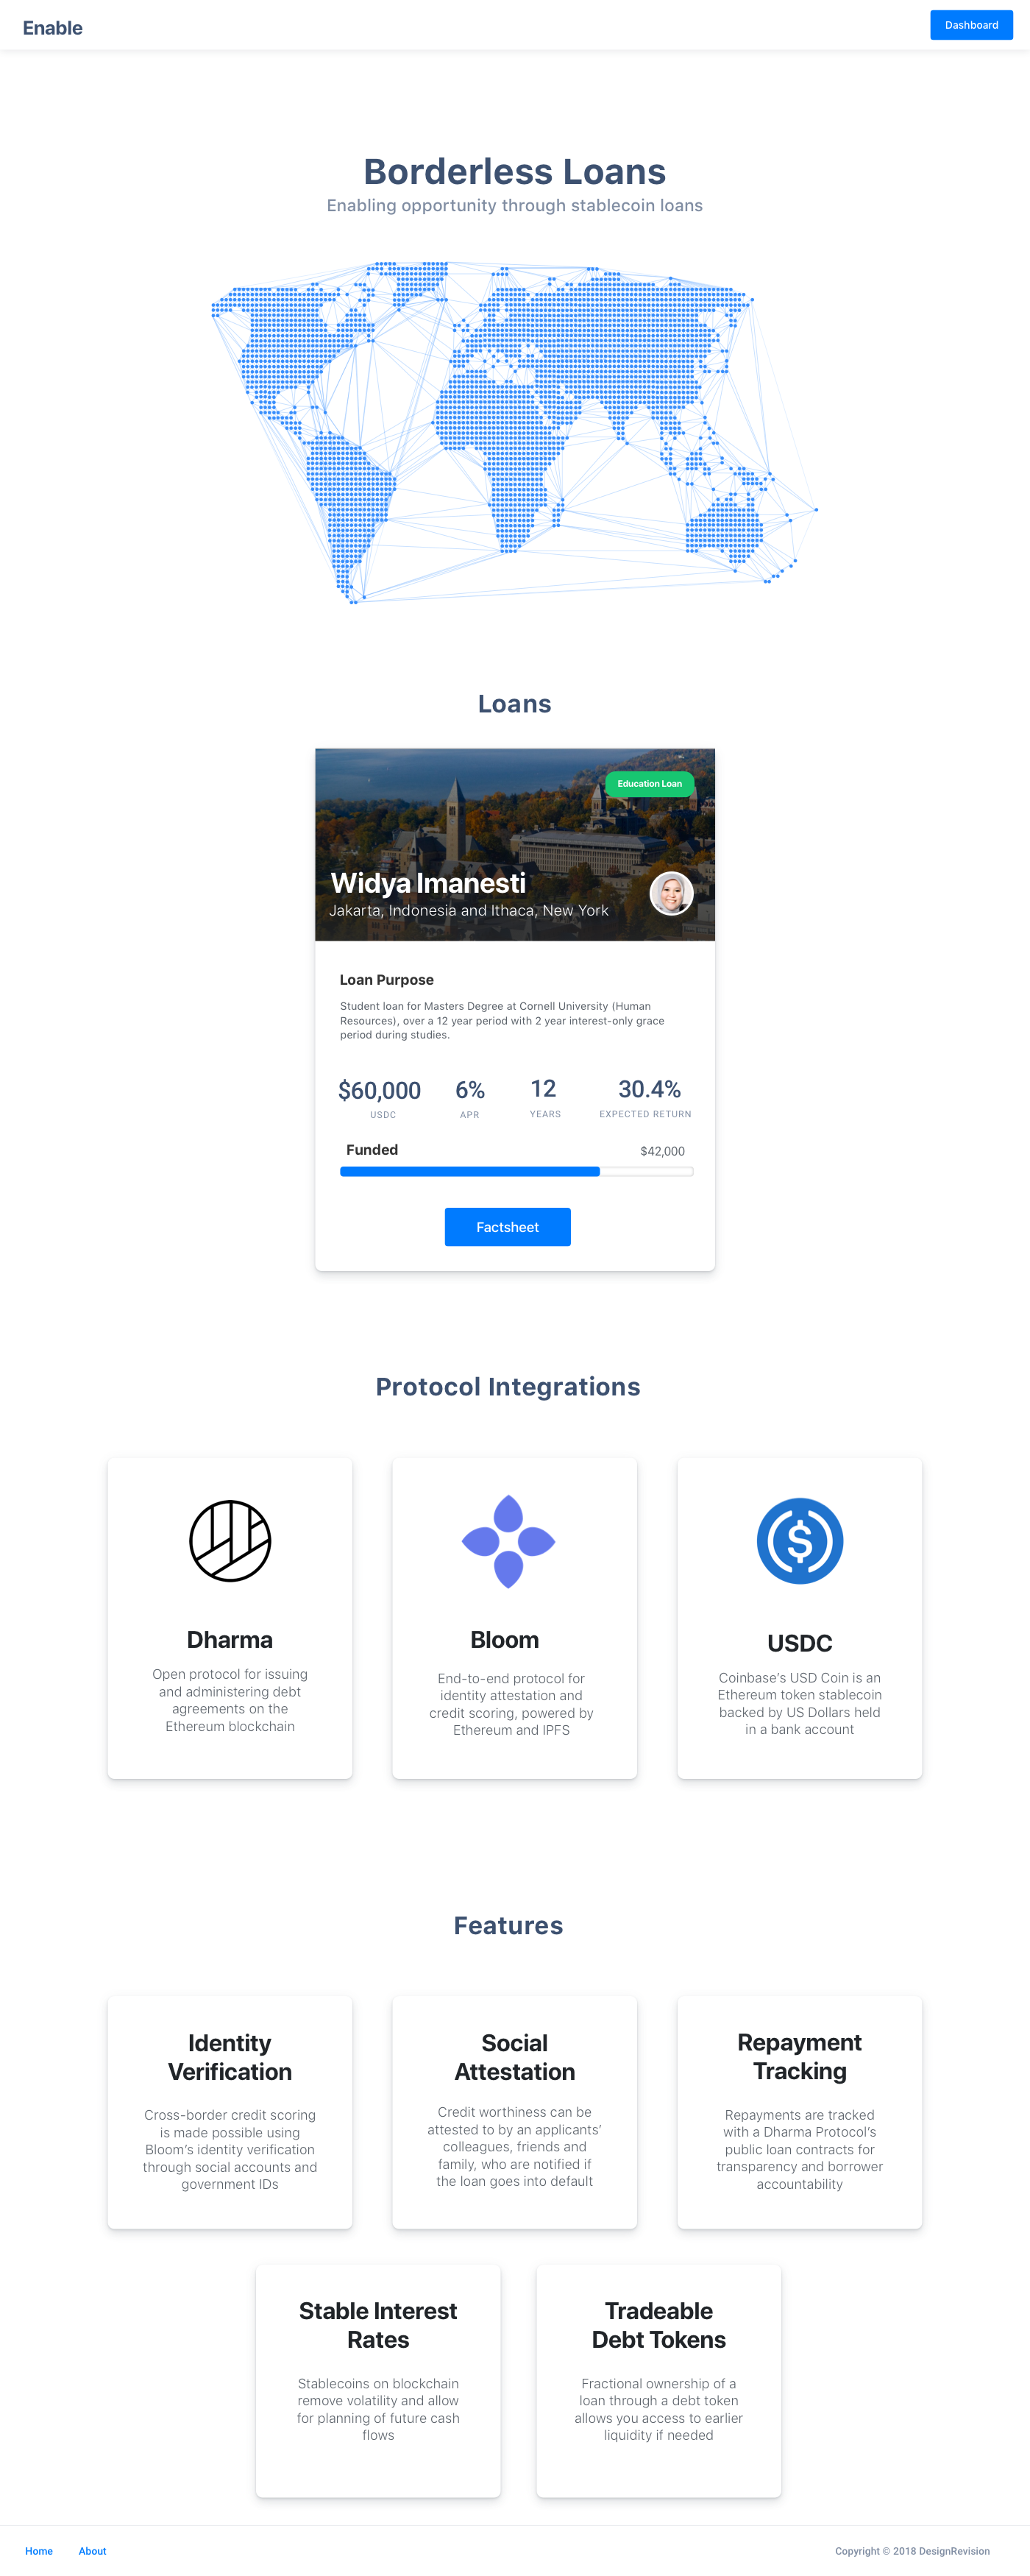 Enable
Dashboard
Borderless Loans
Enabling opportunity through stablecoin loans
Loans
Education Loan
Widya Imanesti
Jakarta, Indonesia and Ithaca, New York
Loan Purpose
Student loan for Masters Degree at Cornell University (Human
Resources), over a 12 year period with 2 year interest-only grace
period during studies.
$60,000 6% 12 30.4%
USDC APR YEARS EXPECTED RETURN
Funded $42,000
Factsheet
Protocol Integrations
Dharma
Open protocol for issuing
and administering debt
agreements on the
Ethereum blockchain
Bloom
End-to-end protocol for
identity attestation and
credit scoring, powered by
Ethereum and IPFS
USDC
Coinbase's USD Coin is an
Ethereum token stablecoin
backed by US Dollars held
in a bank account
Features
Identity
Verification
Cross-border credit scoring
is made possible using
Bloom's identity verification
through social accounts and
government IDs
Social
Attestation
Credit worthiness can be
attested to by an applicants'
colleagues, friends and
family, who are notified if
the loan goes into default
Repayment
Tracking
Repayments are tracked
with a Dharma Protocol's
public loan contracts for
transparency and borrower
accountability
Stable Interest
Rates
Stablecoins on blockchain
remove volatility and allow
for planning of future cash
flows
Tradeable
Debt Tokens
Fractional ownership of a
loan through a debt token
allows you access to earlier
liquidity if needed
Home About Copyright © 2018 DesignRevision